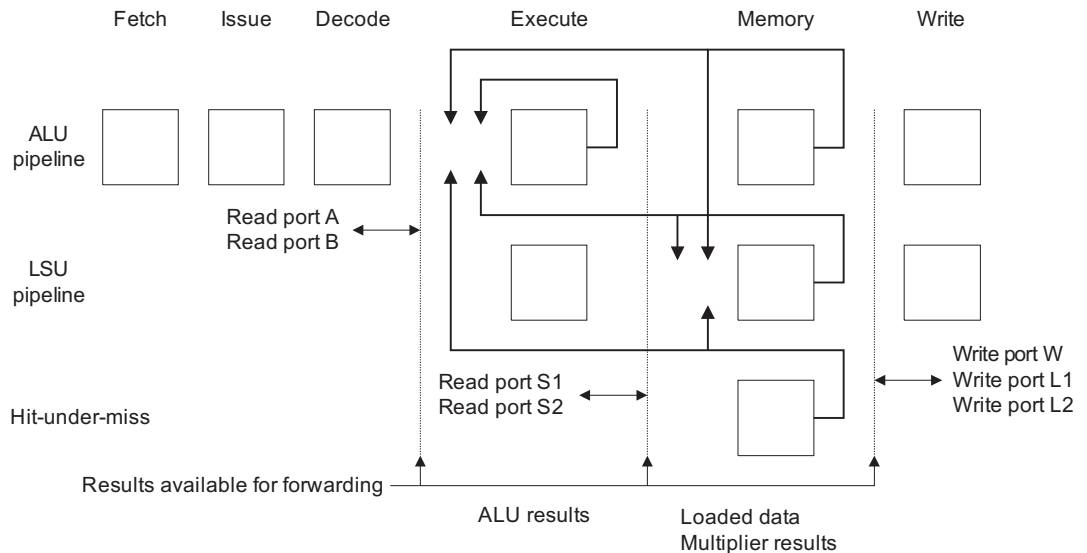 Fetch Issue Decode Execute Memory Write
ALU
pipeline
Read port A
Read port B
LSU
pipeline
Read port S1
Read port S2
Write port W
Write port L1
Write port L2
Hit-under-miss
Results available for forwarding
ALU results
Loaded data
Multiplier results